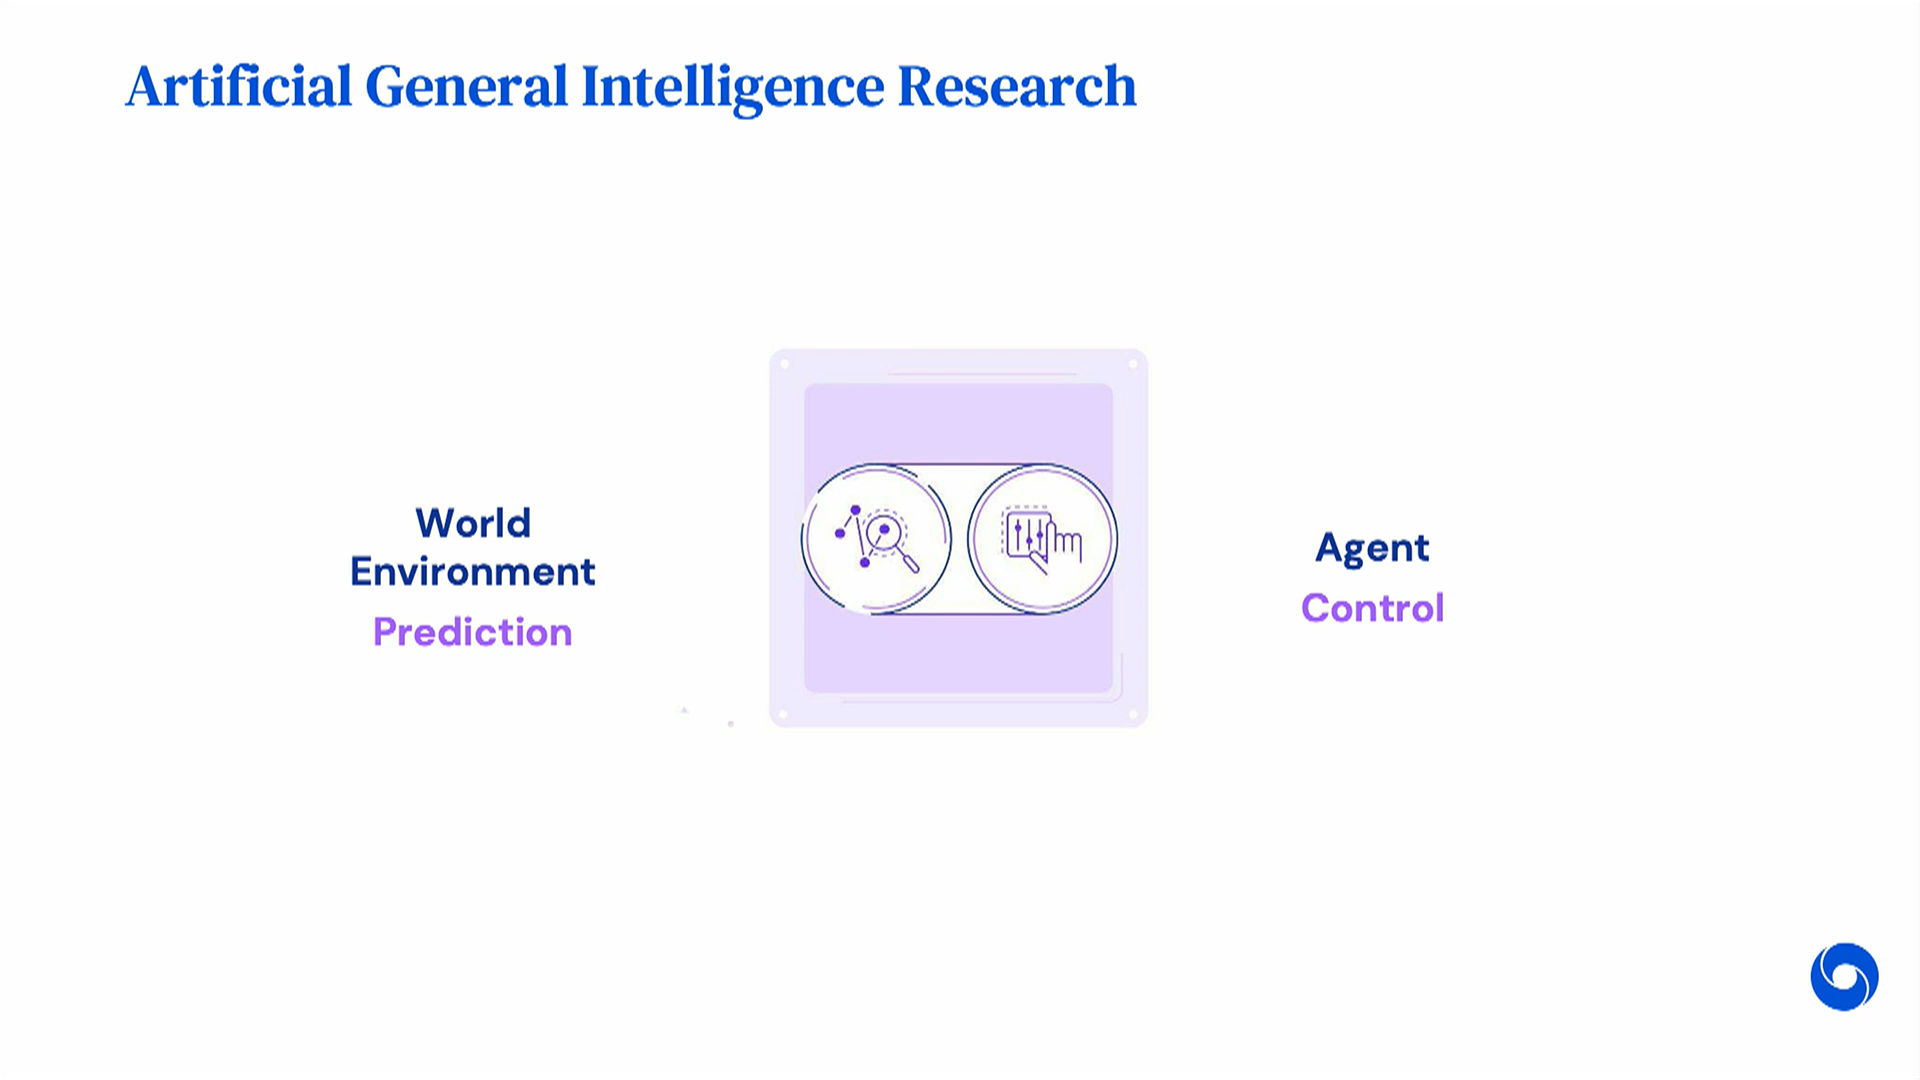 Artificial General Intelligence Research
World
Environment
Prediction
Agent
Control